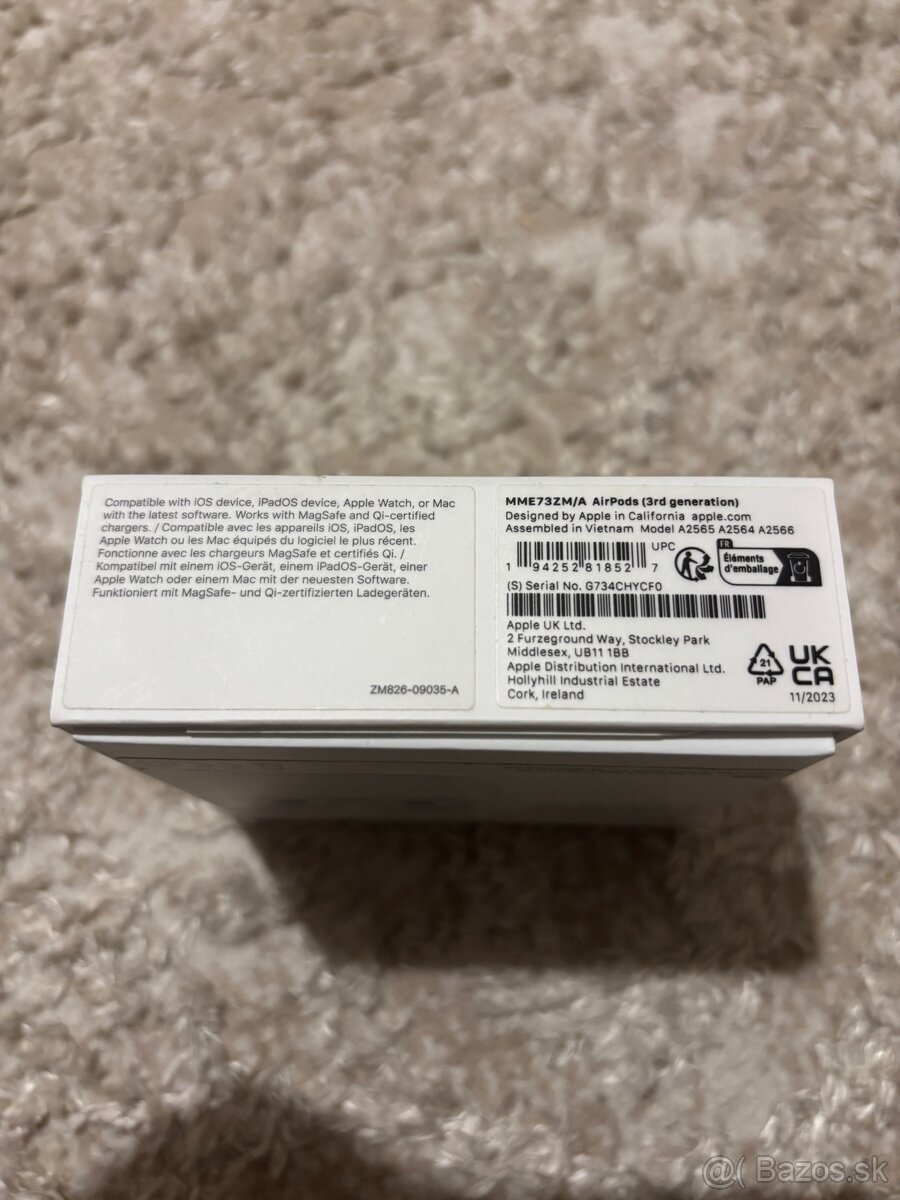 Compatible with iOS device, iPadOS device, Apple Watch, or Mac
with the latest software. Works with MagSafe and Qi-certified
chargers. / Compatible avec les appareils iOS, iPadOS, les
Apple Watch ou les Mac équipés du logiciel le plus récent.
Fonctionne avec les chargeurs MagSafe et certifiés Qi. /
Kompatibel mit einem iOS-Gerät, einem iPadOS-Gerät, einer
Apple Watch oder einem Mac mit der neuesten Software.
Funktioniert mit MagSafe- und Qi-zertifizierten Ladegeräten.
ZM826-09035-A
MME73ZM/A AirPods (3rd generation)
Designed by Apple in California apple.com
Assembled in Vietnam Model A2565 A2564 A2566
UPC
1 94252 81852 7
FR
Éléments
d'emballage
(S) Serial No. G734CHYCF0
Apple UK Ltd.
2 Furzeground Way, Stockley Park
Middlesex, UB11 1BB
Apple Distribution International Ltd.
Hollyhill Industrial Estate
Cork, Ireland
21
PAP
UK
CA
11/2023
@( Bazos.sk